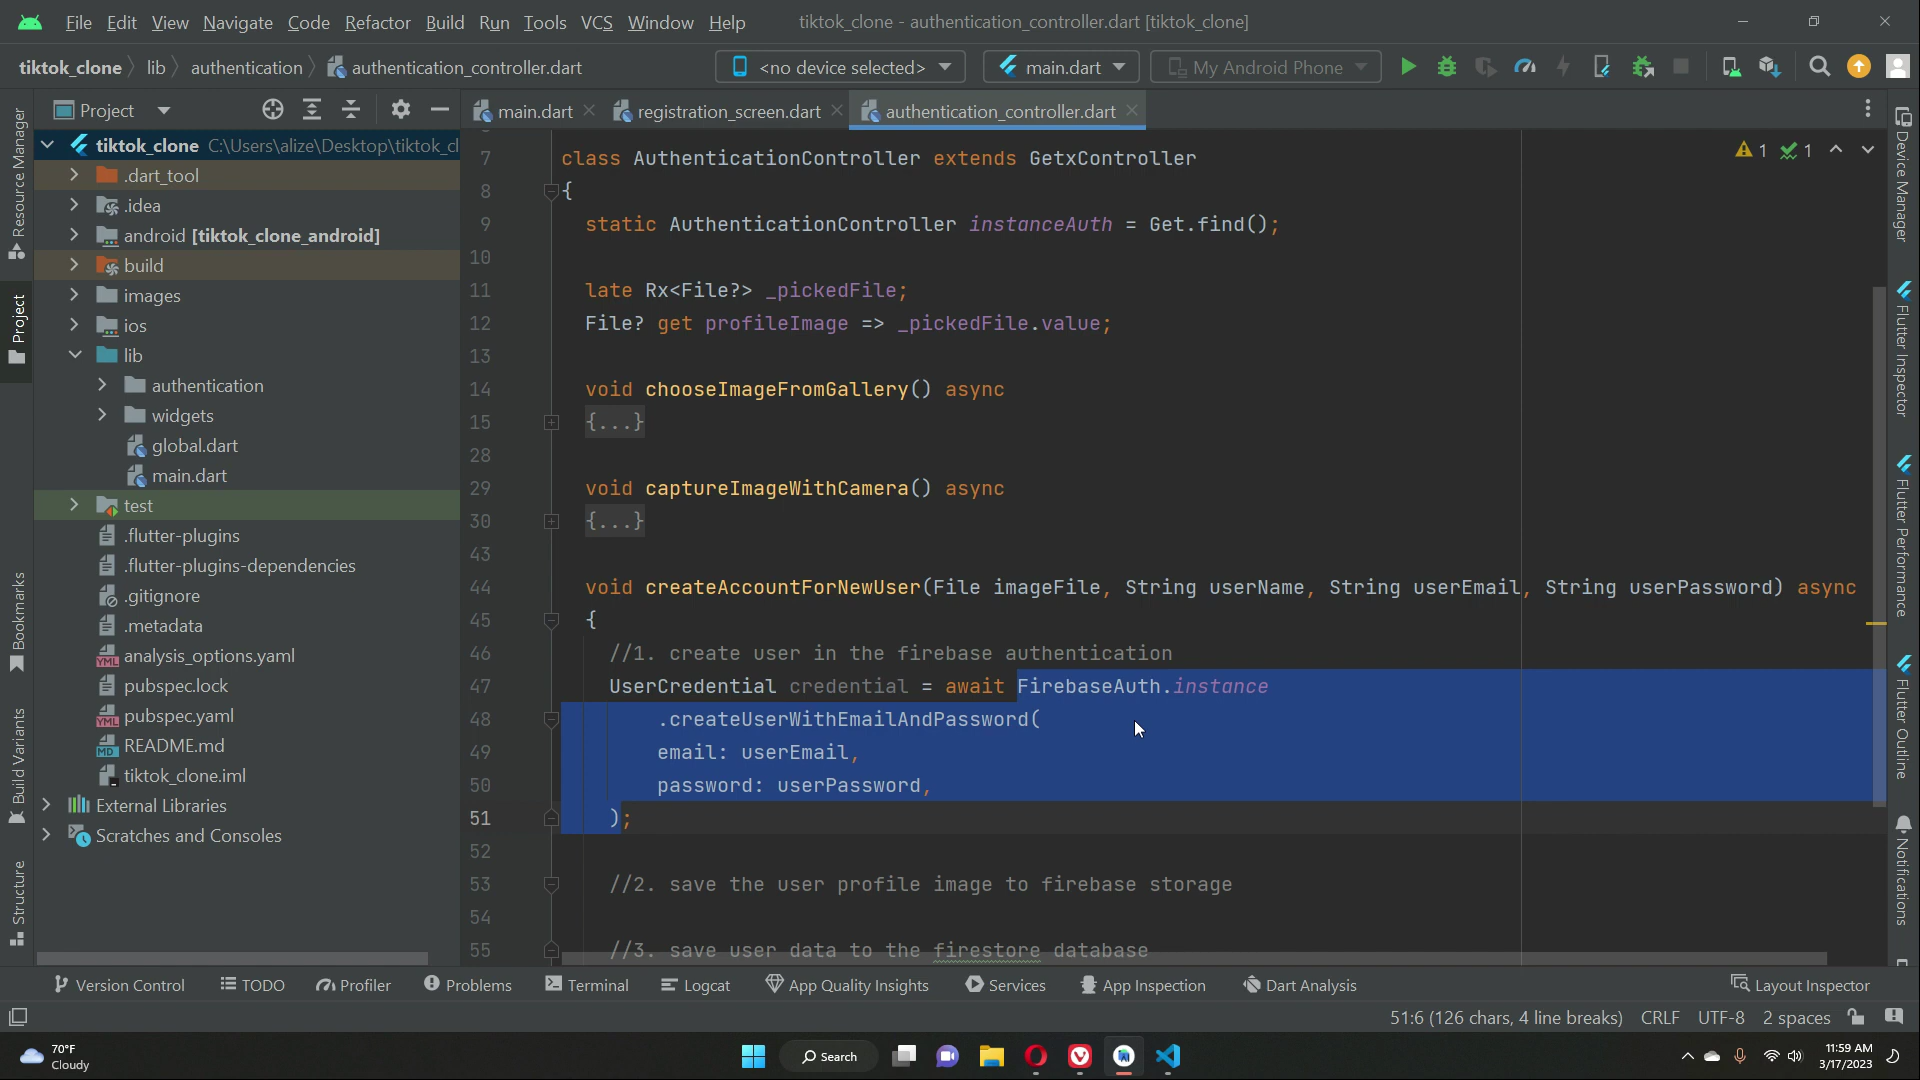 File Edit View Navigate Code Refactor Build Run Tools VCS Window Help tiktok_clone - authentication_controller.dart [tiktok_clone]
tiktok_clone lib authentication authentication_controller.dart <no device selected> main.dart My Android Phone
Project main.dart registration_screen.dart authentication_controller.dart
Resource Manager
Project
Bookmarks
Build Variants
Structure
tiktok_clone C:\Users\alize\Desktop\tiktok_cl
.dart_tool
.idea
android [tiktok_clone_android]
build
images
ios
lib
authentication
widgets
global.dart
main.dart
test
.flutter-plugins
.flutter-plugins-dependencies
.gitignore
.metadata
analysis_options.yaml
pubspec.lock
pubspec.yaml
README.md
tiktok_clone.iml
External Libraries
Scratches and Consoles
1 1
7 class AuthenticationController extends GetxController
8 {
9 static AuthenticationController instanceAuth = Get.find();
10
11 late Rx<File?> _pickedFile;
12 File? get profileImage => _pickedFile.value;
13
14 void chooseImageFromGallery() async
15 {...}
28
29 void captureImageWithCamera() async
30 {...}
43
44 void createAccountForNewUser(File imageFile, String userName, String userEmail, String userPassword) async
45 {
46 //1. create user in the firebase authentication
47 UserCredential credential = await FirebaseAuth.instance
48 .createUserWithEmailAndPassword(
49 email: userEmail,
50 password: userPassword,
51 );
52
53 //2. save the user profile image to firebase storage
54
55 //3. save user data to the firestore database
Device Manager
Flutter Inspector
Flutter Performance
Flutter Outline
Notifications
Version Control TODO Profiler Problems Terminal Logcat App Quality Insights Services App Inspection Dart Analysis Layout Inspector
51:6 (126 chars, 4 line breaks) CRLF UTF-8 2 spaces
70°F
Cloudy
Search
11:59 AM
3/17/2023